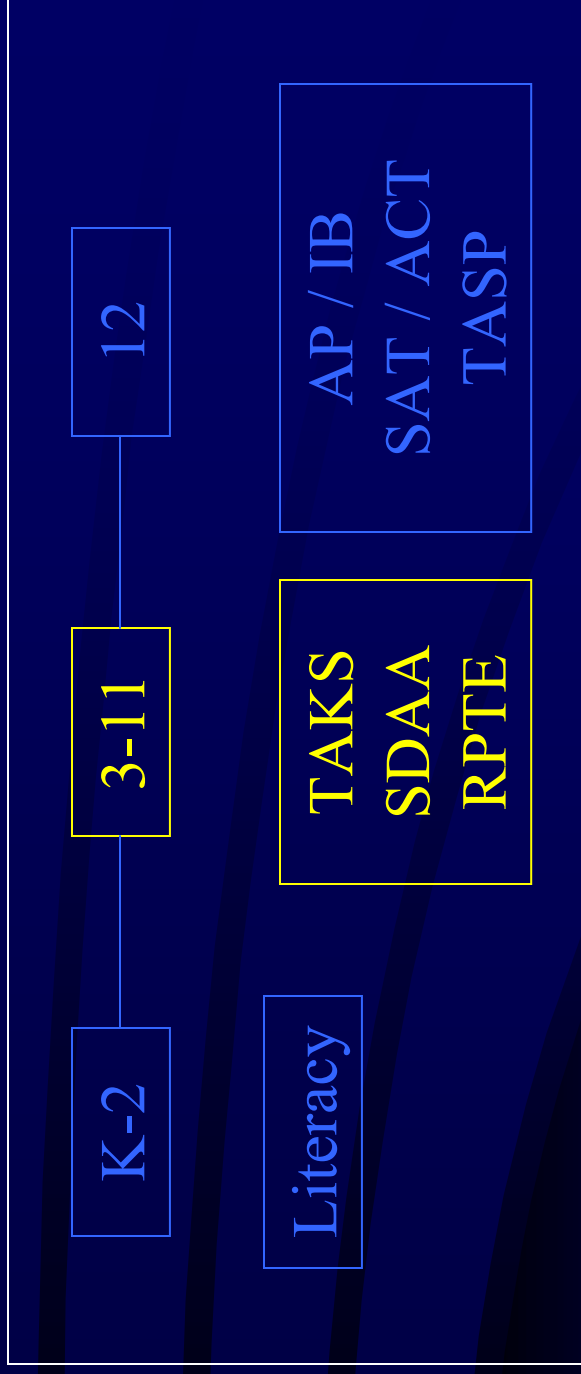 K-2
3-11
12
Literacy
TAKS
SDAA
RPTE
AP / IB
SAT / ACT
TASP